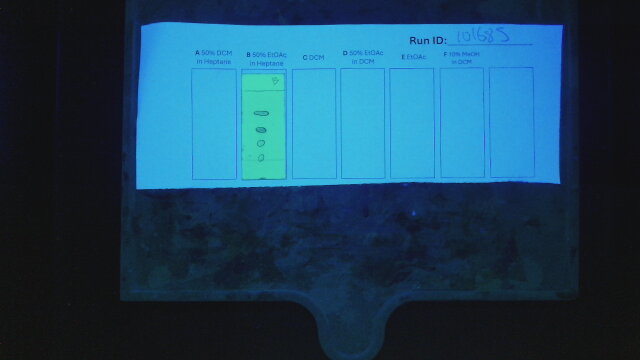 Run ID: 101685
A 50% DCM
in Heptane
B 50% EtOAc
in Heptane
C DCM
D 50% EtOAc
in DCM
E EtOAc
F 10% MeOH
in DCM
B